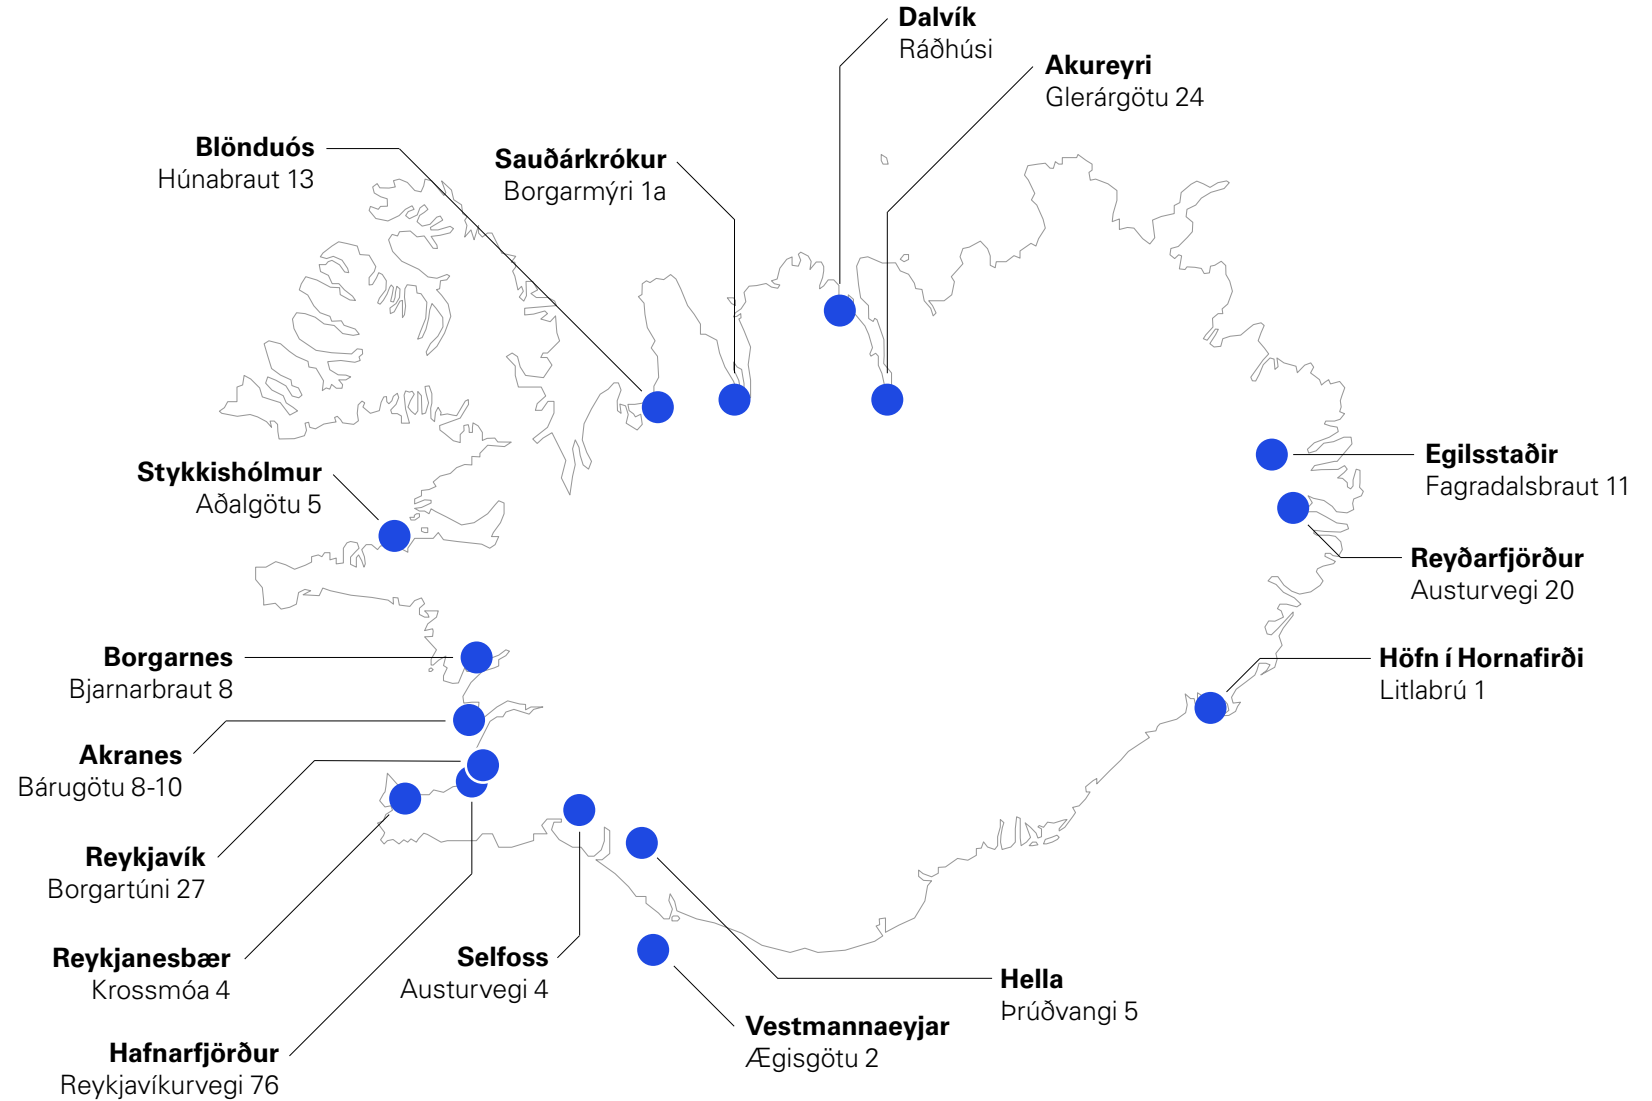 Dalvík
Ráðhúsi
Akureyri
Glerárgötu 24
Blönduós
Húnabraut 13
Sauðárkrókur
Borgarmýri 1a
Egilsstaðir
Fagradalsbraut 11
Stykkishólmur
Aðalgötu 5
Reyðarfjörður
Austurvegi 20
Borgarnes
Bjarnarbraut 8
Höfn í Hornafirði
Litlabrú 1
Akranes
Bárugötu 8-10
Reykjavík
Borgartúni 27
Reykjanesbær
Krossmóa 4
Selfoss
Austurvegi 4
Hella
Þrúðvangi 5
Vestmannaeyjar
Ægisgötu 2
Hafnarfjörður
Reykjavíkurvegi 76